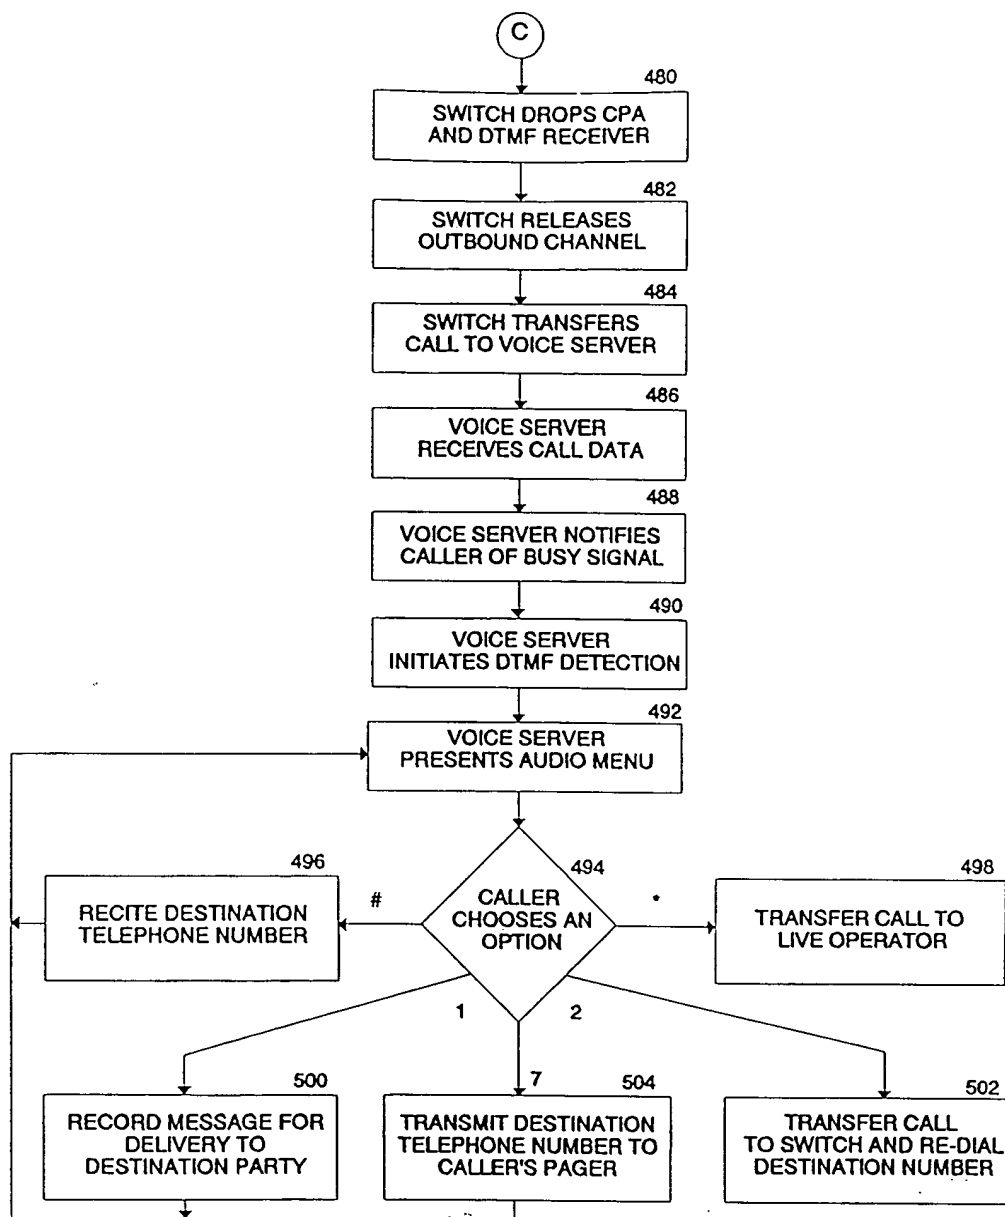 C
480
SWITCH DROPS CPA
AND DTMF RECEIVER
482
SWITCH RELEASES
OUTBOUND CHANNEL
484
SWITCH TRANSFERS
CALL TO VOICE SERVER
486
VOICE SERVER
RECEIVES CALL DATA
488
VOICE SERVER NOTIFIES
CALLER OF BUSY SIGNAL
490
VOICE SERVER
INITIATES DTMF DETECTION
492
VOICE SERVER
PRESENTS AUDIO MENU
496
RECITE DESTINATION
TELEPHONE NUMBER
#
494
CALLER
CHOOSES AN
OPTION
*
498
TRANSFER CALL TO
LIVE OPERATOR
1
2
7
500
RECORD MESSAGE FOR
DELIVERY TO
DESTINATION PARTY
504
TRANSMIT DESTINATION
TELEPHONE NUMBER TO
CALLER'S PAGER
502
TRANSFER CALL
TO SWITCH AND RE-DIAL
DESTINATION NUMBER